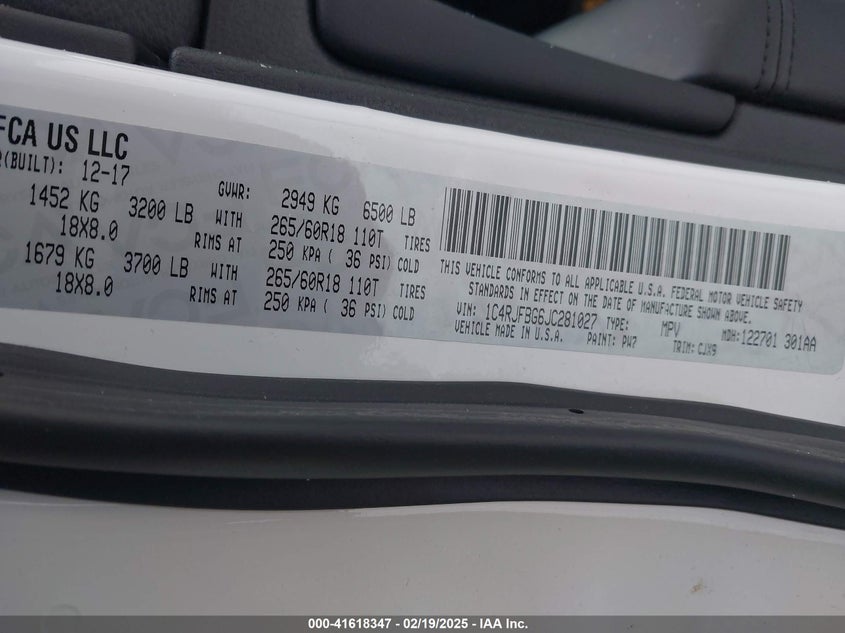 FCA US LLC
(BUILT): 12-17
GVWR: 2949 KG 6500 LB
1452 KG 3200 LB WITH 265/60R18 110T TIRES
18X8.0 RIMS AT 250 KPA ( 36 PSI) COLD
1679 KG 3700 LB WITH 265/60R18 110T TIRES
18X8.0 RIMS AT 250 KPA ( 36 PSI) COLD
THIS VEHICLE CONFORMS TO ALL APPLICABLE U.S.A. FEDERAL MOTOR VEHICLE SAFETY
STANDARDS IN EFFECT ON THE DATE OF MANUFACTURE SHOWN ABOVE.
VIN: 1C4RJFBG6JC281027 TYPE: MPV MDH:122701 301AA
VEHICLE MADE IN U.S.A. PAINT: PW7 TRIM: CJX9
000-41618347 - 02/19/2025 - IAA Inc.